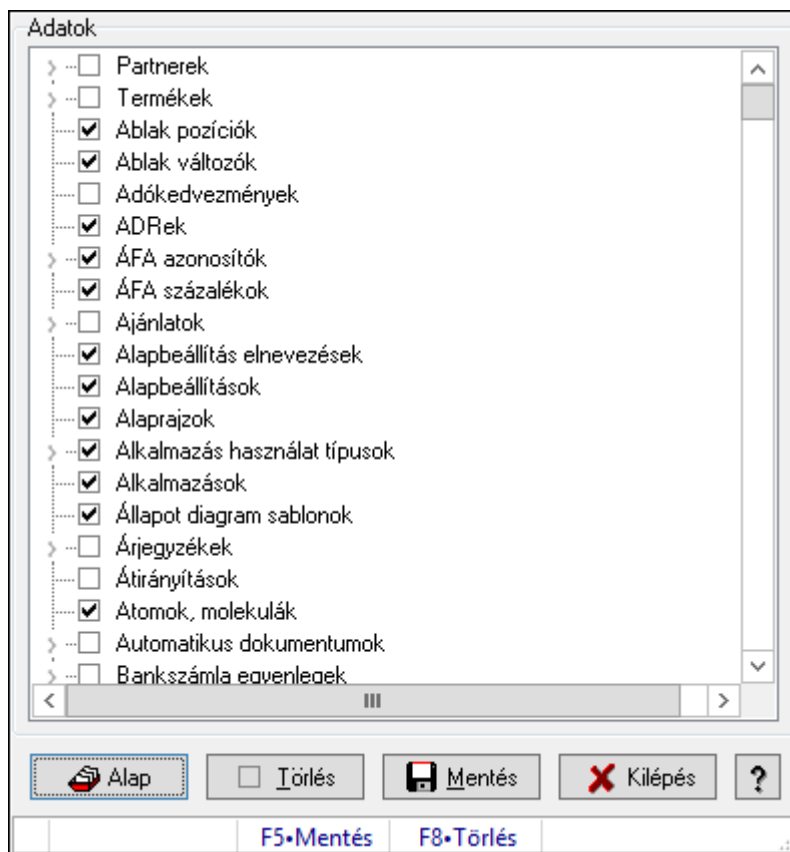 Adatok
Partnerek
Termékek
Ablak pozíciók
Ablak változók
Adókedvezmények
ADRek
ÁFA azonosítók
ÁFA százalékok
Ajánlatok
Alapbeállítás elnevezések
Alapbeállítások
Alaprajzok
Alkalmazás használat típusok
Alkalmazások
Állapot diagram sablonok
Árjegyzékek
Átirányítások
Atomok, molekulák
Automatikus dokumentumok
Bankszámla egyenlegek
Alap Törlés Mentés Kilépés ?
F5•Mentés F8•Törlés